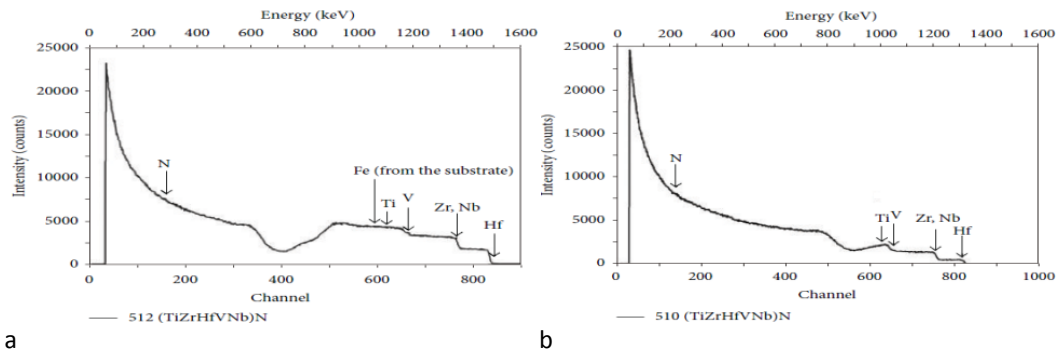 Energy (keV)
0 200 400 600 800 1000 1200 1400 1600
25000
20000
15000
10000
5000
0
Intensity (counts)
N
Fe (from the substrate)
Ti
V
Zr, Nb
Hf
0 200 400 600 800
Channel
512 (TiZrHfVNb)N
a
Energy (keV)
0 200 400 600 800 1000 1200 1400 1600
25000
20000
15000
10000
5000
0
Intensity (counts)
N
Ti V
Zr, Nb
Hf
0 200 400 600 800 1000
Channel
510 (TiZrHfVNb)N
b